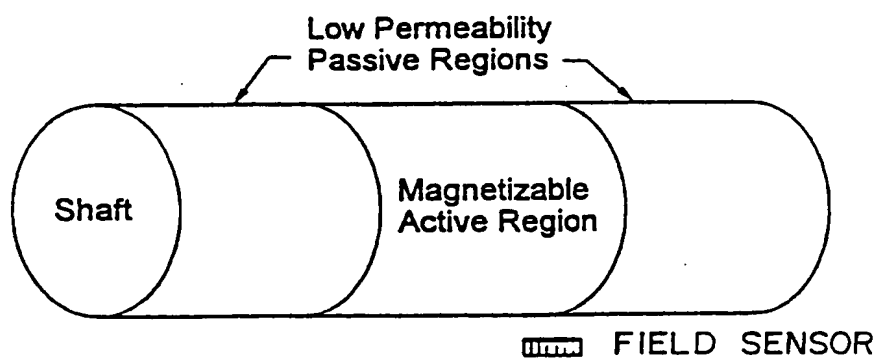 Low Permeability
Passive Regions
Shaft
Magnetizable
Active Region
FIELD SENSOR